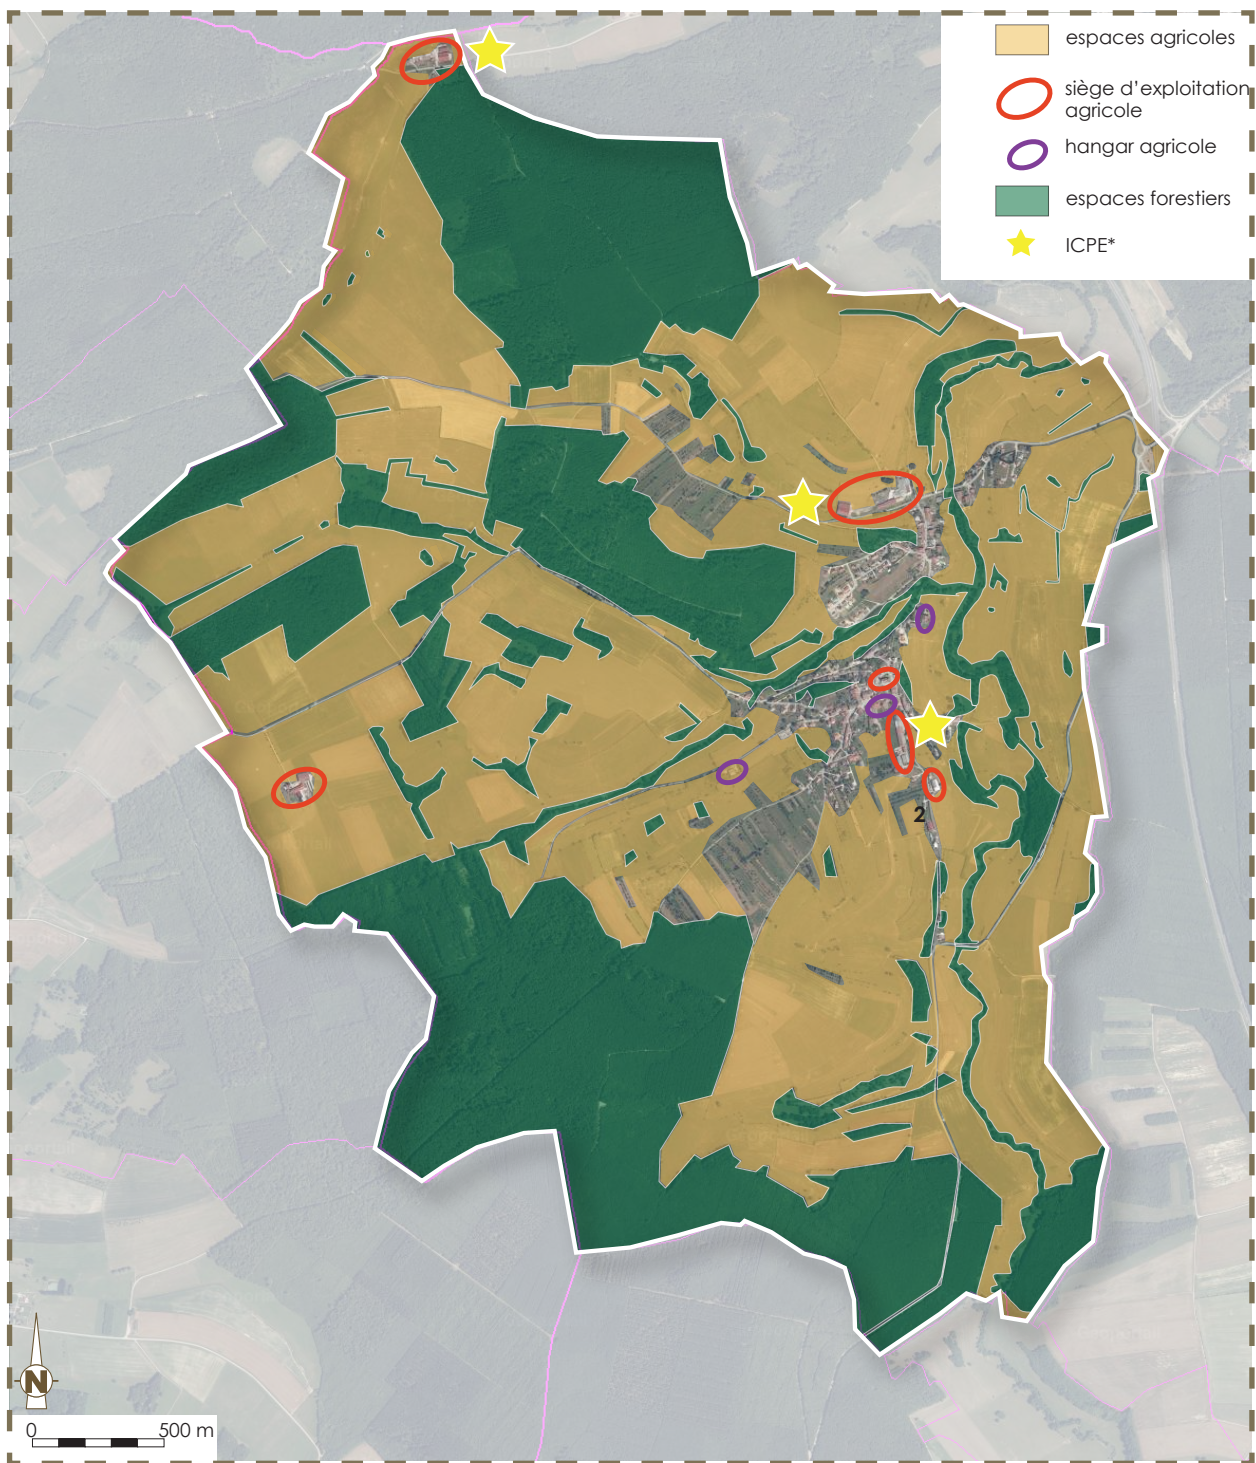 espaces agricoles
siège d’exploitation
agricole
hangar agricole
espaces forestiers
ICPE*
2
N
0 500 m